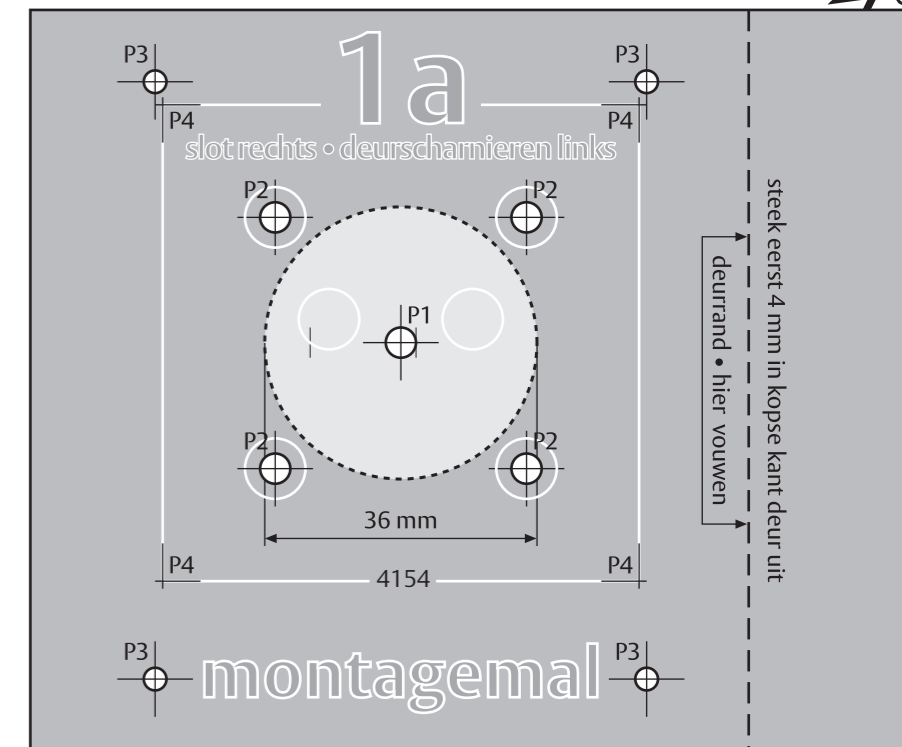 1a
P3
P3
P4
P4
slot rechts • deurscharnieren links
P2
P2
P1
P2
P2
36 mm
P4
P4
4154
P3
P3
montagemal
deurrand • hier vouwen
steek eerst 4 mm in kopse kant deur uit